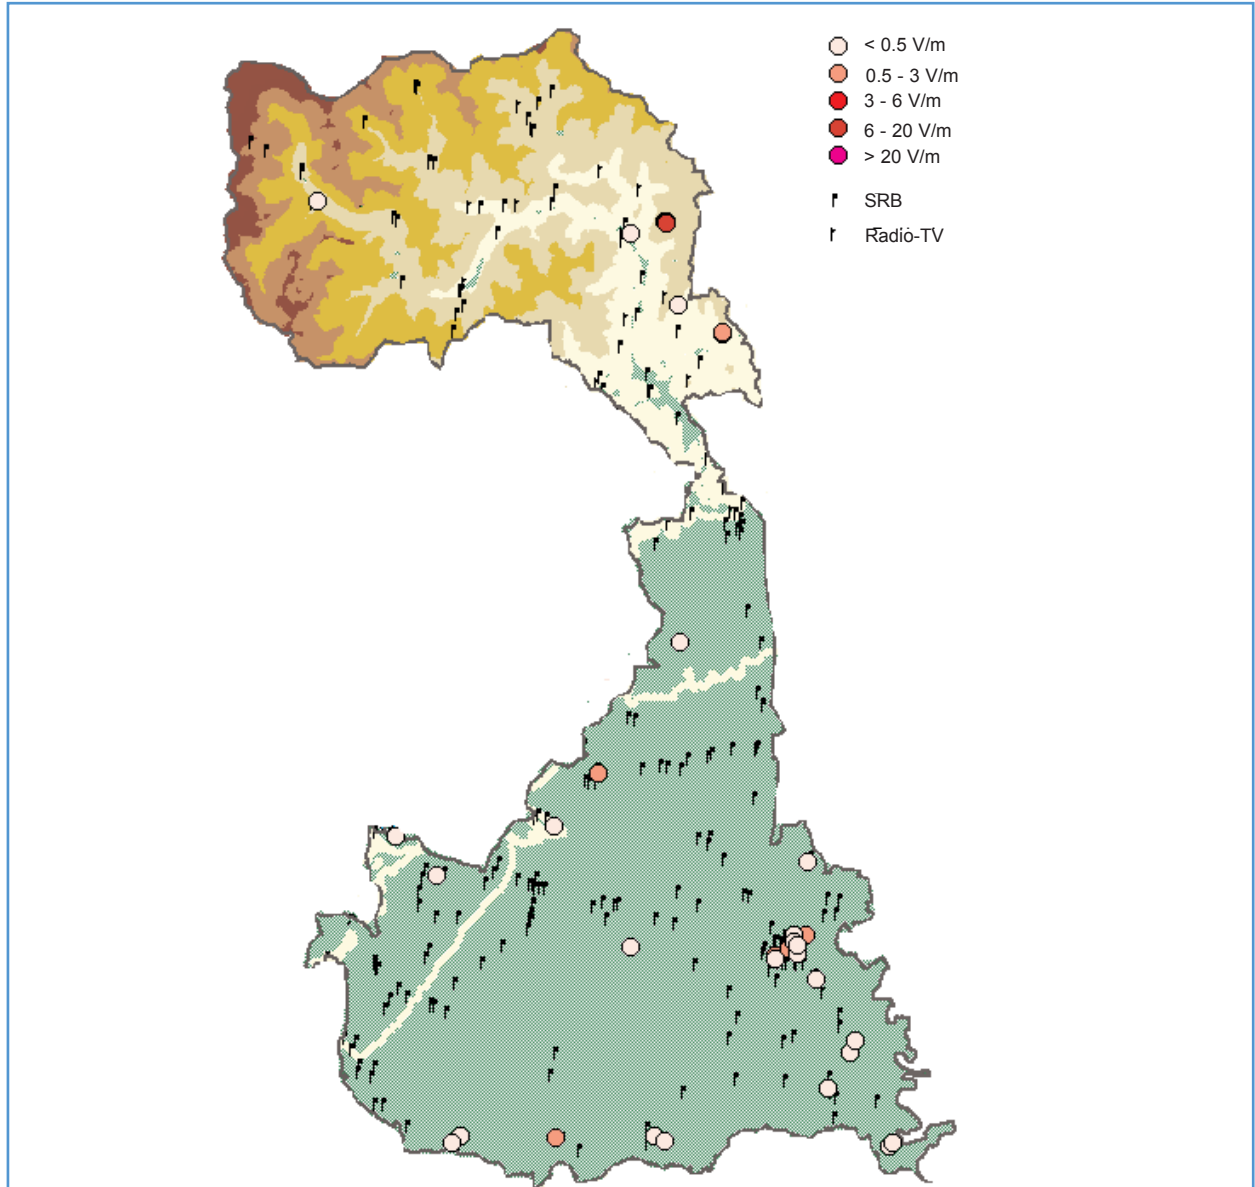 < 0.5 V/m
0.5 - 3 V/m
3 - 6 V/m
6 - 20 V/m
> 20 V/m
SRB
Radio-TV